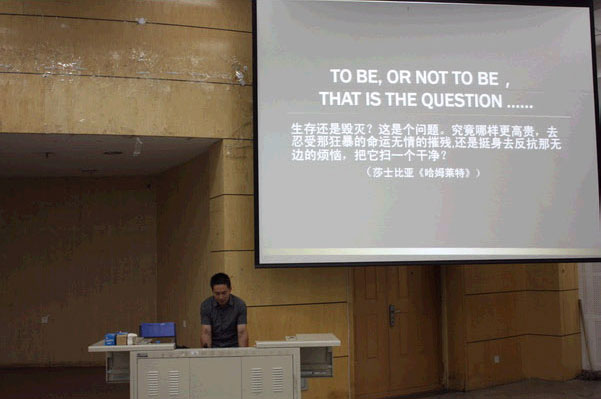 TO BE, OR NOT TO BE ,
THAT IS THE QUESTION ......
生存还是毁灭？这是个问题。究竟哪样更高贵，去
忍受那狂暴的命运无情的摧残,还是挺身去反抗那无
边的烦恼，把它扫一个干净？
（莎士比亚《哈姆莱特》）